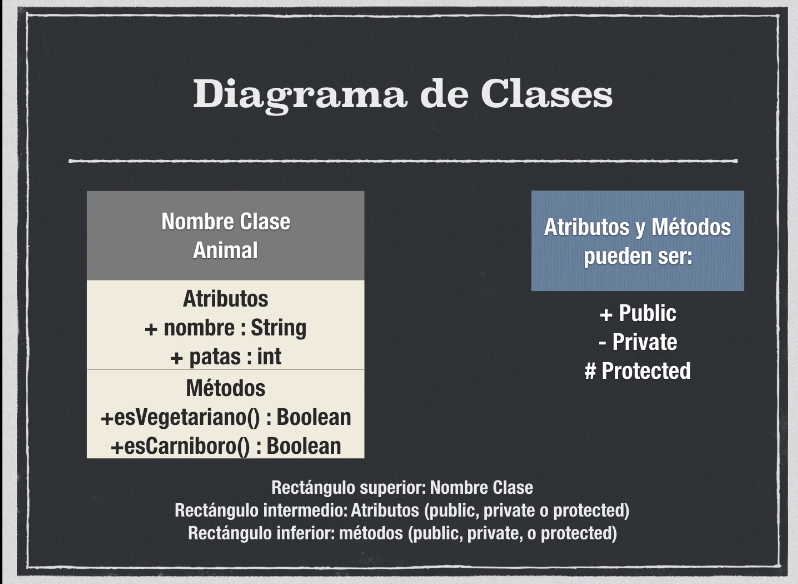 Diagrama de Clases
Nombre Clase
Animal
Atributos
+ nombre : String
+ patas : int
Métodos
+esVegetariano() : Boolean
+esCarniboro() : Boolean
Atributos y Métodos
pueden ser:
+ Public
- Private
# Protected
Rectángulo superior: Nombre Clase
Rectángulo intermedio: Atributos (public, private o protected)
Rectángulo inferior: métodos (public, private, o protected)